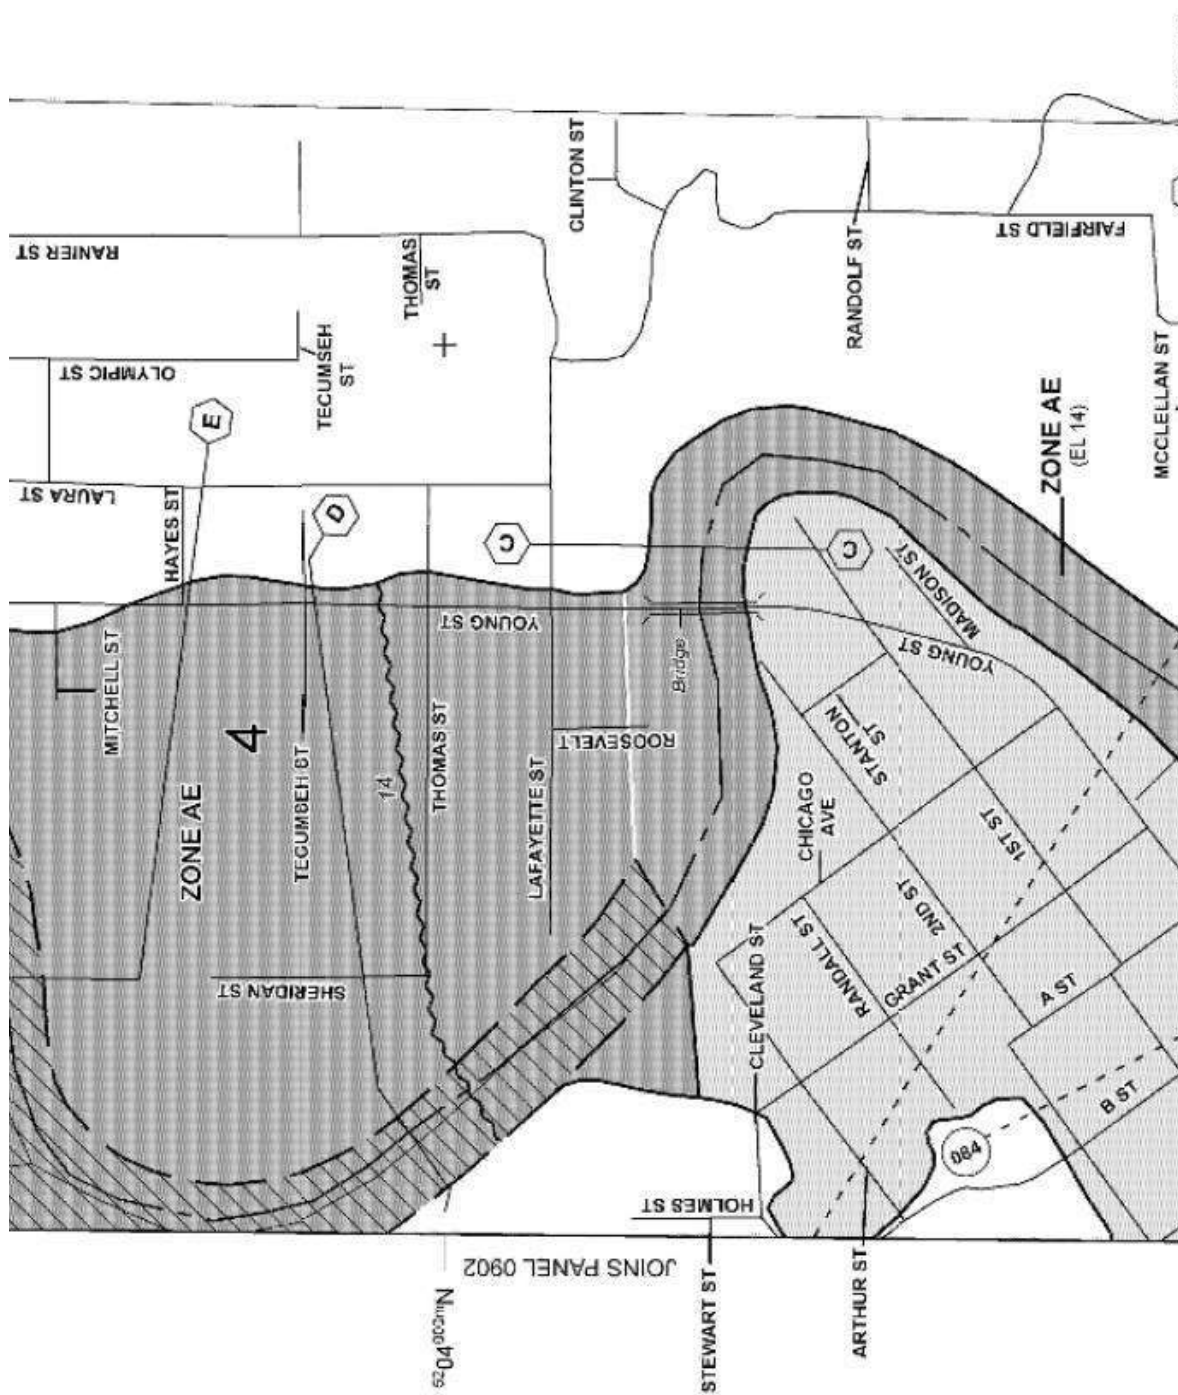 RANIER ST
CLINTON ST
THOMAS
ST
RANDOLF ST
FAIRFIELD ST
OLYMPIC ST
TECUMSEH
ST
E
LAURA ST
HAYES ST
D
C
C
ZONE AE
(EL 14)
MCCLELLAN ST
MADISON ST
YOUNG ST
YOUNG ST
MITCHELL ST
Bridge
4
ZONE AE
TECUMSEH ST
14
THOMAS ST
LAFAYETTE ST
ROOSEVELT
STANTON
ST
CHICAGO
AVE
1ST ST
2ND ST
RANDALL ST
GRANT ST
A ST
B ST
SHERIDAN ST
CLEVELAND ST
084
HOLMES ST
JOINS PANEL 0902
6204000mN
STEWART ST
ARTHUR ST